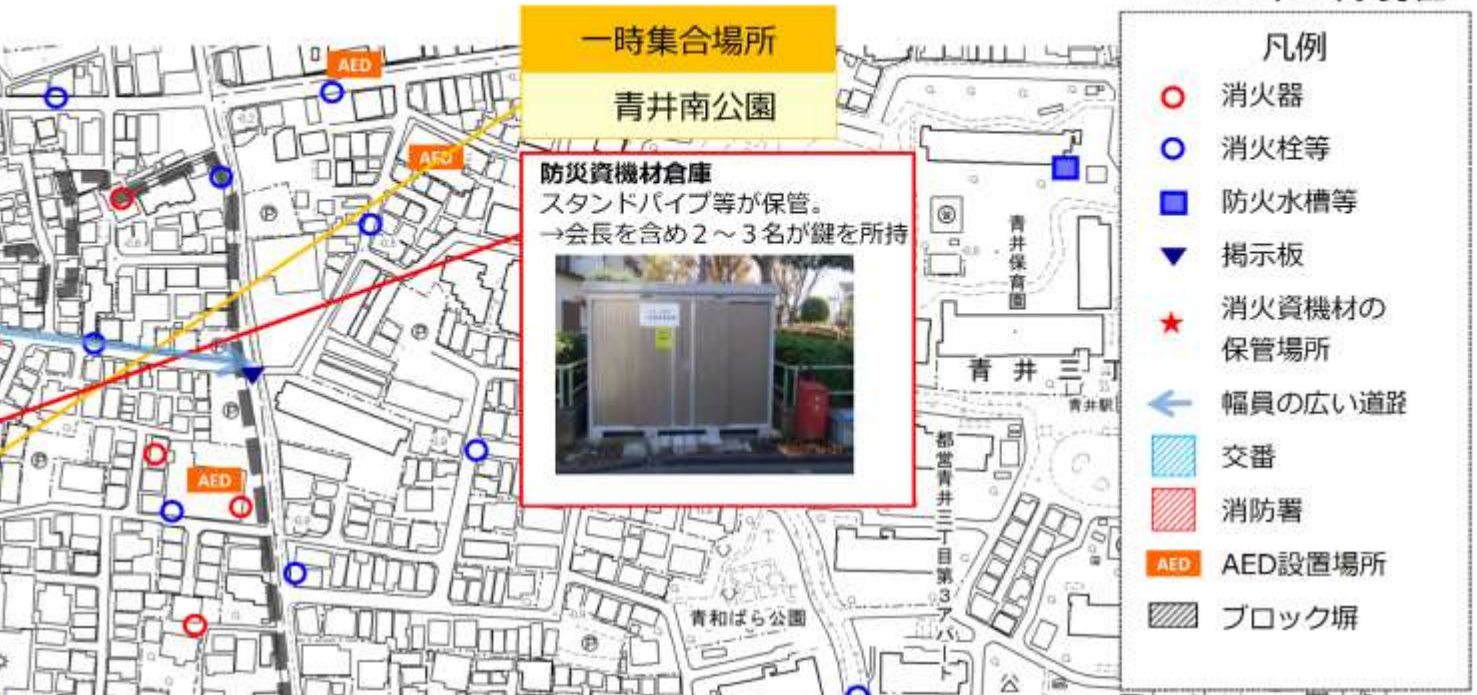 一時集合場所
青井南公園
防災資機材倉庫
スタンドパイプ等が保管。
→会長を含め2～3名が鍵を所持
AED
AED
AED
青井保育園
青井三丁
青井駅
都営青井三丁目第3アパート
青和ばら公園
凡例
消火器
消火栓等
防火水槽等
掲示板
消火資機材の
保管場所
幅員の広い道路
交番
消防署
AED AED設置場所
ブロック塀